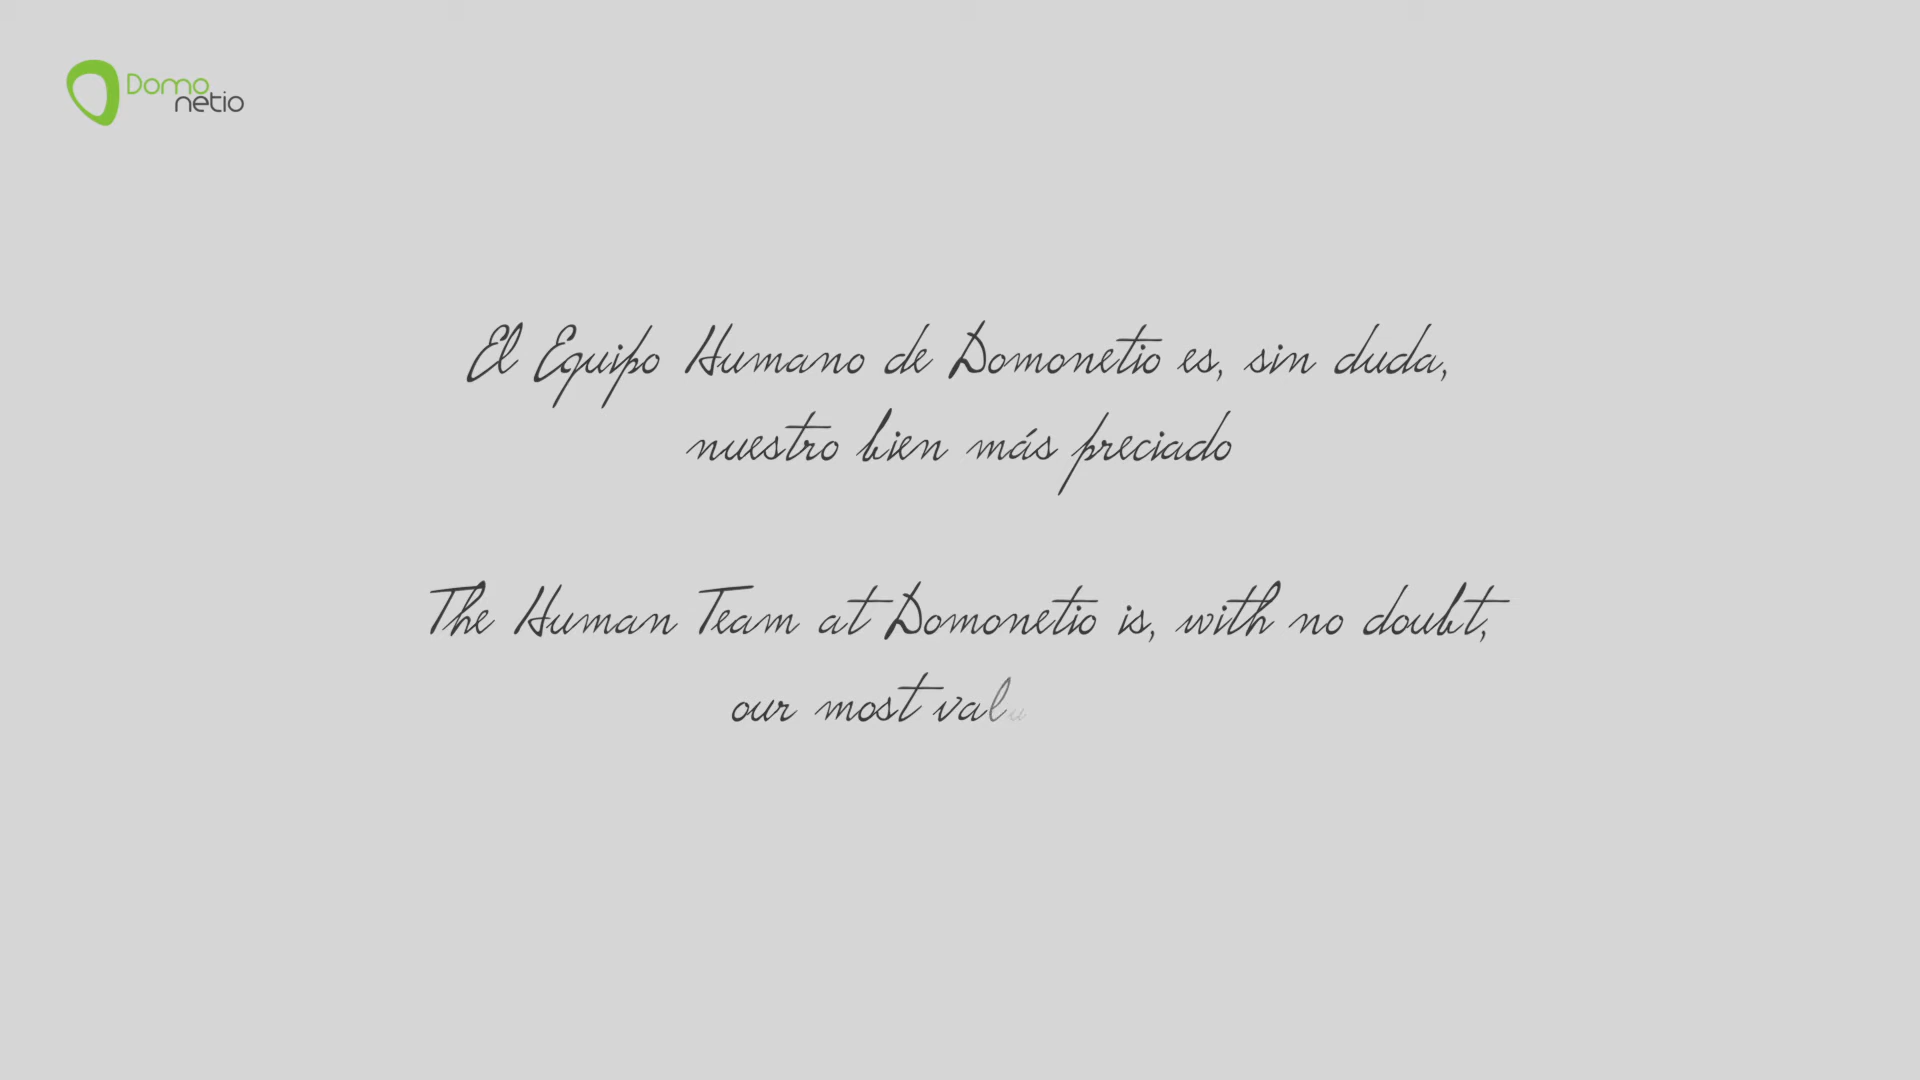 Domo
netio
El Equipo Humano de Domonetio es, sin duda,
nuestro bien más preciado
The Human Team at Domonetio is, with no doubt,
our most valu